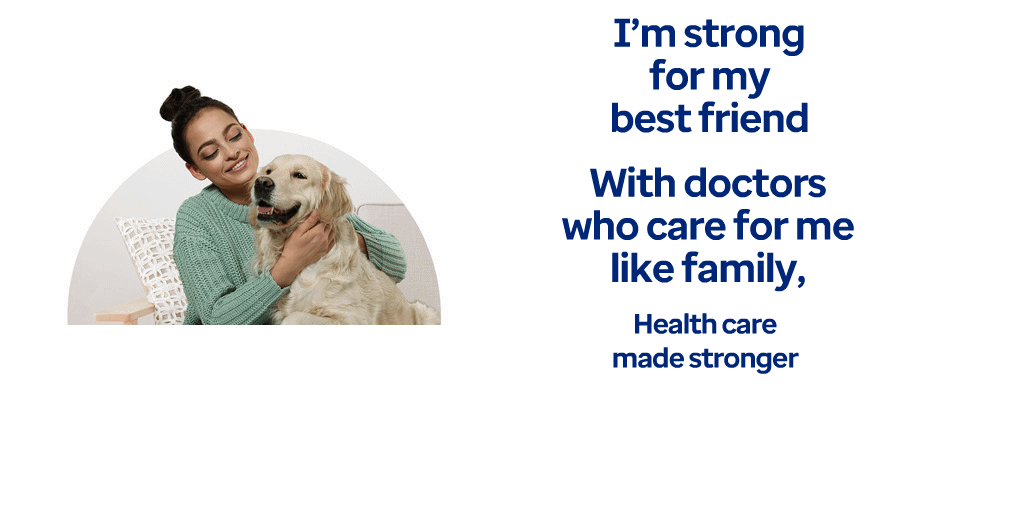 I’m strong
for my
best friend
With doctors
who care for me
like family,
Health care
made stronger